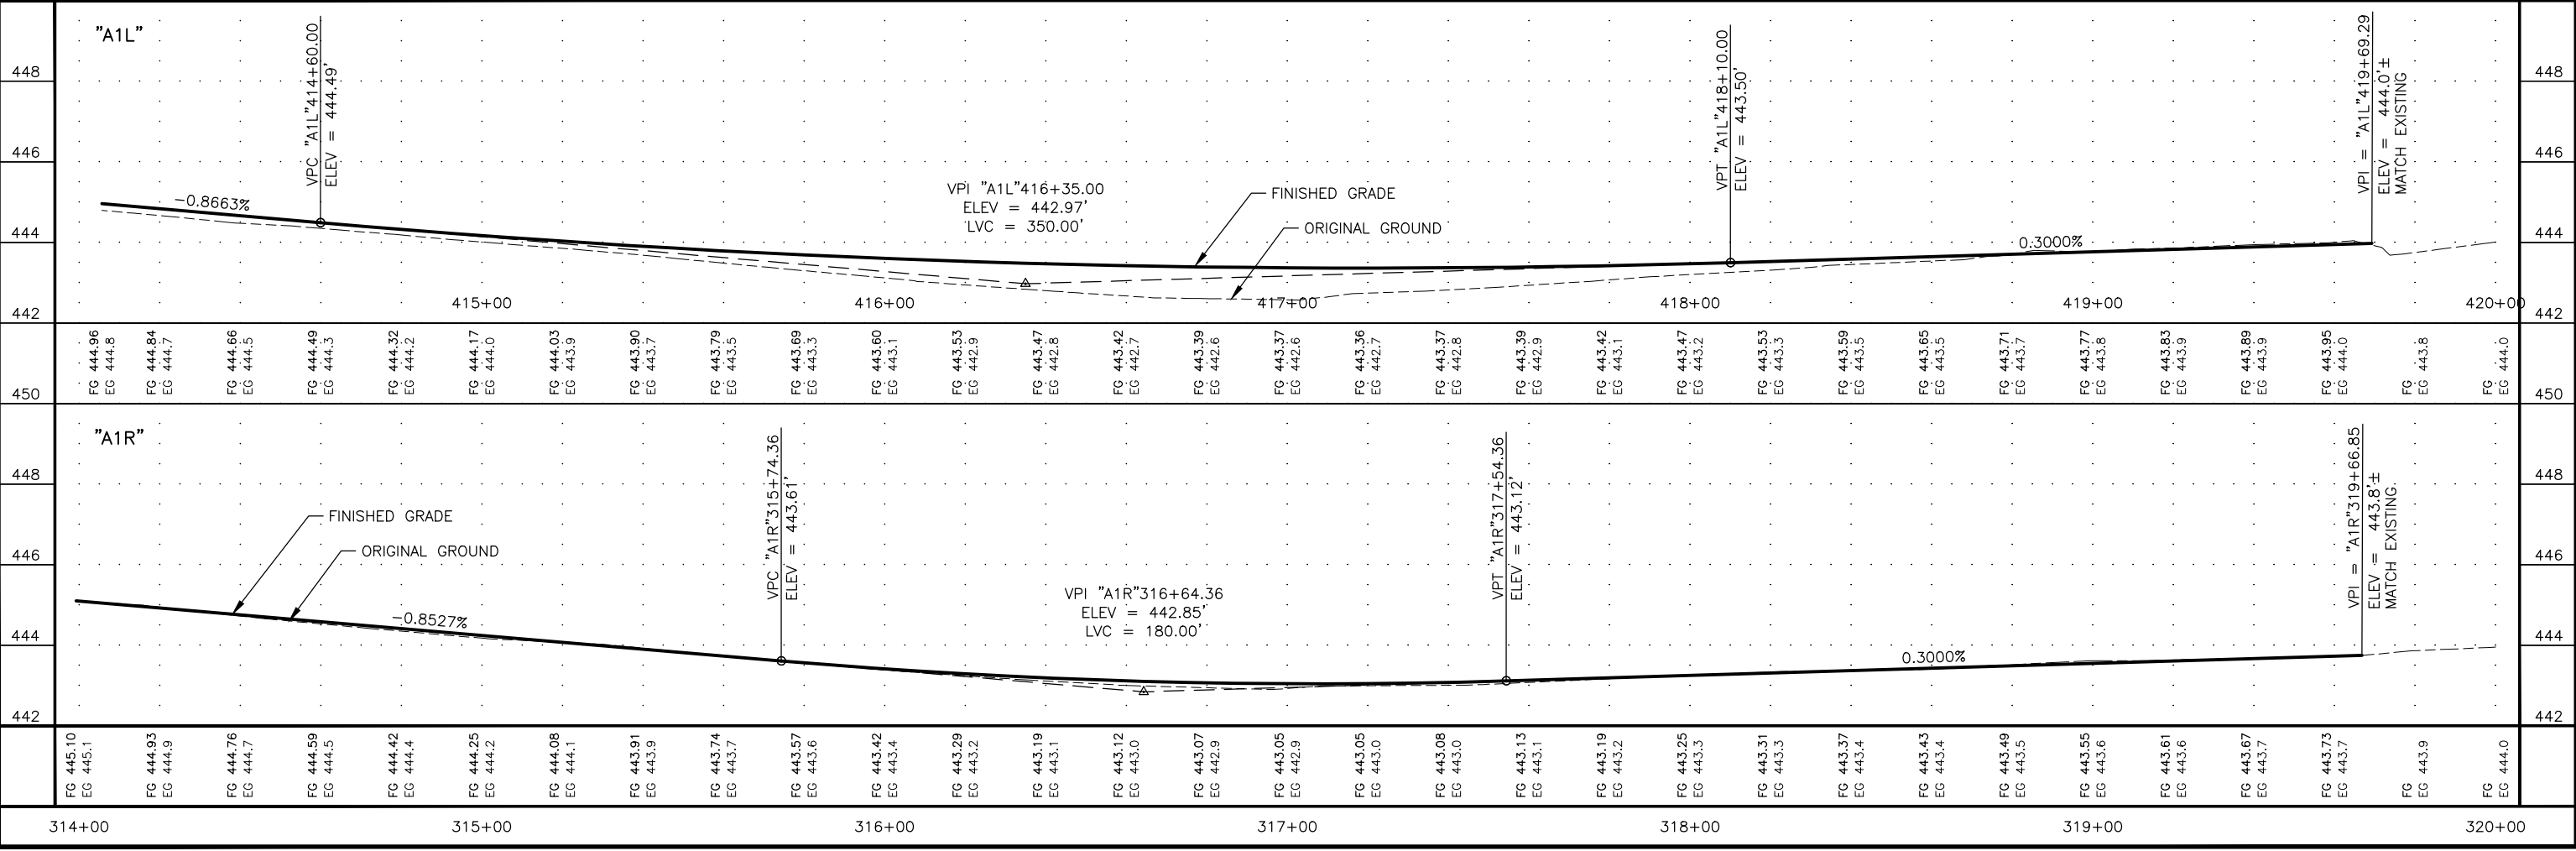 "A1L"
VPC "A1L"414+60.00
ELEV = 444.49'
VPI "A1L"416+35.00
ELEV = 442.97'
LVC = 350.00'
FINISHED GRADE
ORIGINAL GROUND
VPT "A1L"418+10.00
ELEV = 443.50'
VPI = "A1L"419+69.29
ELEV = 444.0'±
MATCH EXISTING
448 448
446 446
-0.8663%
0.3000%
444 444
415+00 416+00 417+00 418+00 419+00 420+00
442 442
FG 444.96
EG 444.8
FG 444.84
EG 444.7
FG 444.66
EG 444.5
FG 444.49
EG 444.3
FG 444.32
EG 444.2
FG 444.17
EG 444.0
FG 444.03
EG 443.9
FG 443.90
EG 443.7
FG 443.79
EG 443.5
FG 443.69
EG 443.3
FG 443.60
EG 443.1
FG 443.53
EG 442.9
FG 443.47
EG 442.8
FG 443.42
EG 442.7
FG 443.39
EG 442.6
FG 443.37
EG 442.6
FG 443.36
EG 442.7
FG 443.37
EG 442.8
FG 443.39
EG 442.9
FG 443.42
EG 443.1
FG 443.47
EG 443.2
FG 443.53
EG 443.3
FG 443.59
EG 443.5
FG 443.65
EG 443.5
FG 443.71
EG 443.7
FG 443.77
EG 443.8
FG 443.83
EG 443.9
FG 443.89
EG 443.9
FG 443.95
EG 444.0
FG
EG 443.8
FG
EG 444.0
450 450
"A1R"
VPC "A1R"315+74.36
ELEV = 443.61'
VPT "A1R"317+54.36
ELEV = 443.12'
VPI = "A1R"319+66.85
ELEV = 443.8'±
MATCH EXISTING
448 448
FINISHED GRADE
ORIGINAL GROUND
446 446
VPI "A1R"316+64.36
ELEV = 442.85'
LVC = 180.00'
-0.8527%
444 444
0.3000%
442 442
FG 445.10
EG 445.1
FG 444.93
EG 444.9
FG 444.76
EG 444.7
FG 444.59
EG 444.5
FG 444.42
EG 444.4
FG 444.25
EG 444.2
FG 444.08
EG 444.1
FG 443.91
EG 443.9
FG 443.74
EG 443.7
FG 443.57
EG 443.6
FG 443.42
EG 443.4
FG 443.29
EG 443.2
FG 443.19
EG 443.1
FG 443.12
EG 443.0
FG 443.07
EG 442.9
FG 443.05
EG 442.9
FG 443.05
EG 443.0
FG 443.08
EG 443.0
FG 443.13
EG 443.1
FG 443.19
EG 443.2
FG 443.25
EG 443.3
FG 443.31
EG 443.3
FG 443.37
EG 443.4
FG 443.43
EG 443.4
FG 443.49
EG 443.5
FG 443.55
EG 443.6
FG 443.61
EG 443.6
FG 443.67
EG 443.7
FG 443.73
EG 443.7
FG
EG 443.9
FG
EG 444.0
314+00 315+00 316+00 317+00 318+00 319+00 320+00